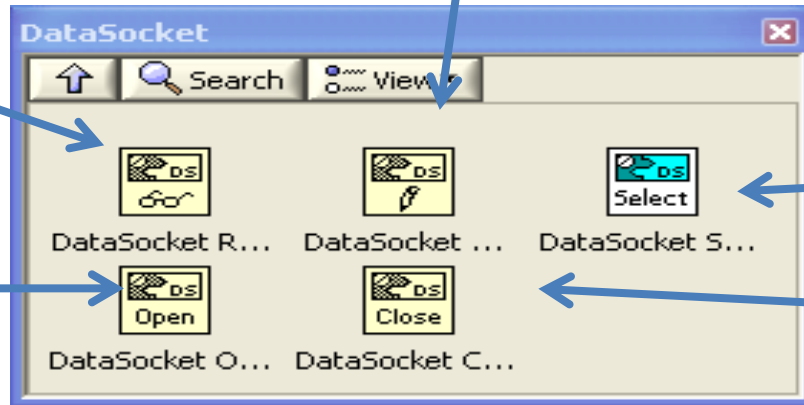 DataSocket
Search View
DS DS DS
Select
DataSocket R... DataSocket ... DataSocket S...
DS DS
Open Close
DataSocket O... DataSocket C...